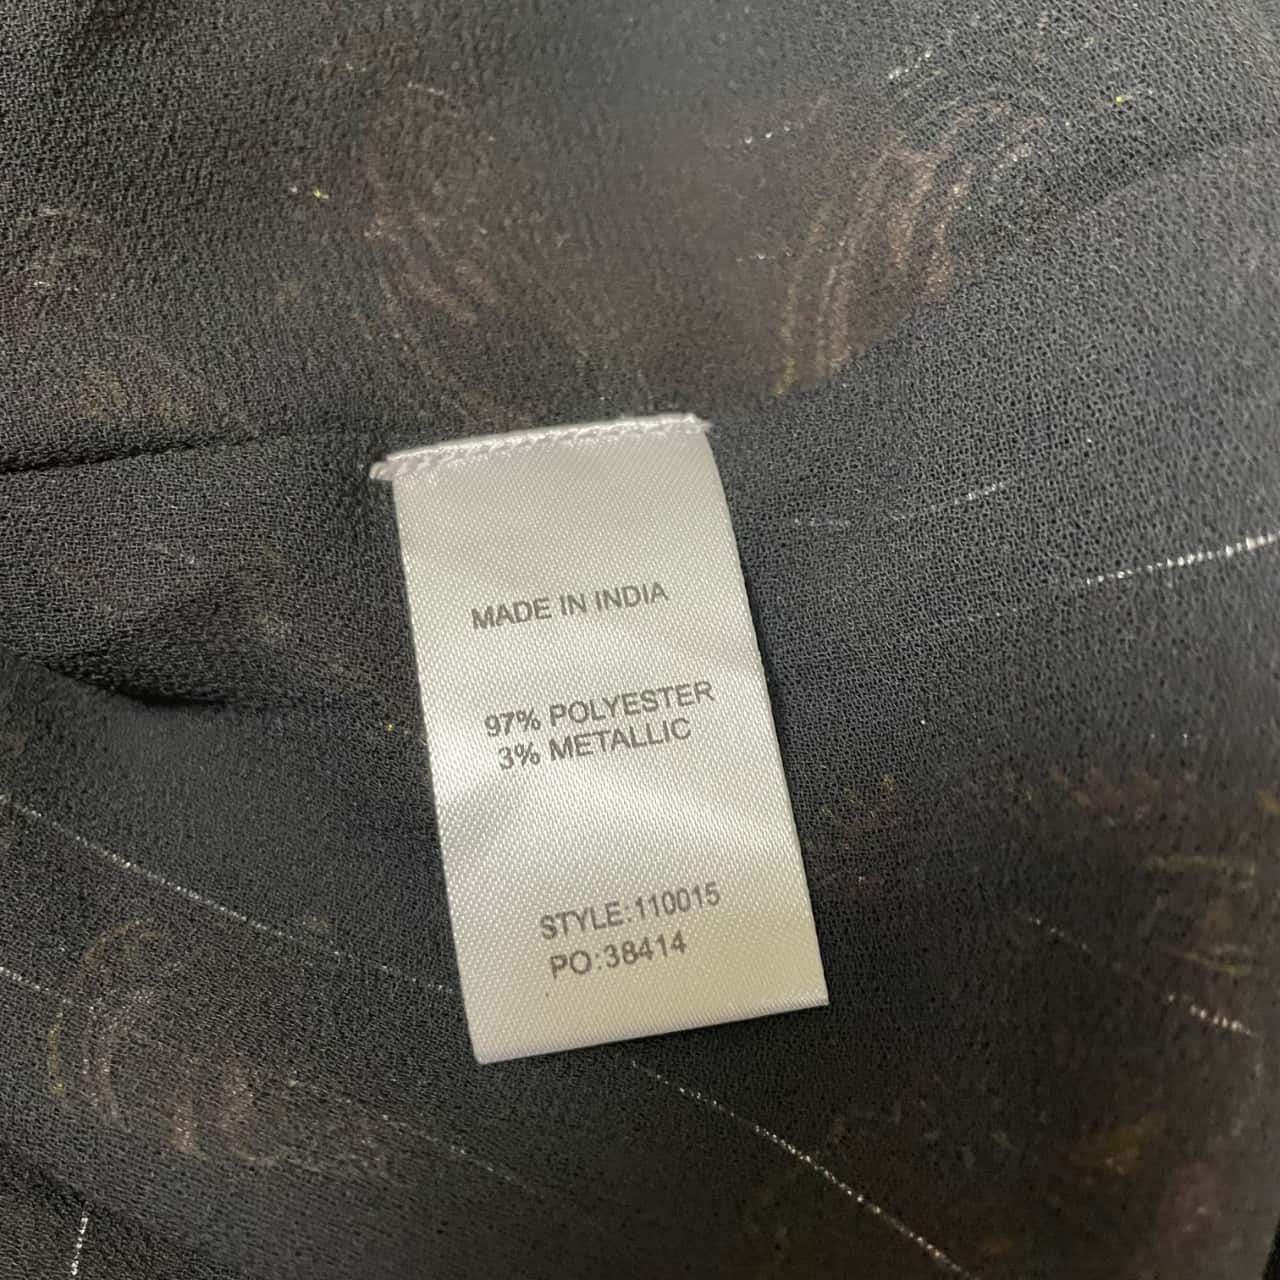 MADE IN INDIA
97% POLYESTER
3% METALLIC
STYLE:110015
PO:38414